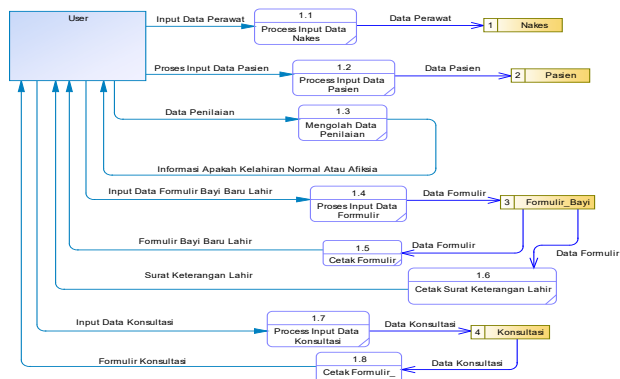 User
Input Data Perawat
1.1
Process Input Data
Nakes
Data Perawat
1 Nakes
Proses Input Data Pasien
1.2
Process Input Data
Pasien
Data Pasien
2 Pasien
Data Penilaian
1.3
Mengolah Data
Penilaian
Informasi Apakah Kelahiran Normal Atau Afiksia
Input Data Formulir Bayi Baru Lahir
1.4
Proses Input Data
Formulir
Data Formulir
3 Formulir_Bayi
Formulir Bayi Baru Lahir
1.5
Cetak Formulir
Data Formulir
Data Formulir
Surat Keterangan Lahir
1.6
Cetak Surat Keterangan Lahir
Input Data Konsultasi
1.7
Process Input Data
Konsultasi
Data Konsultasi
4 Konsultasi
Formulir Konsultasi
1.8
Cetak Formulir_
Data Konsultasi